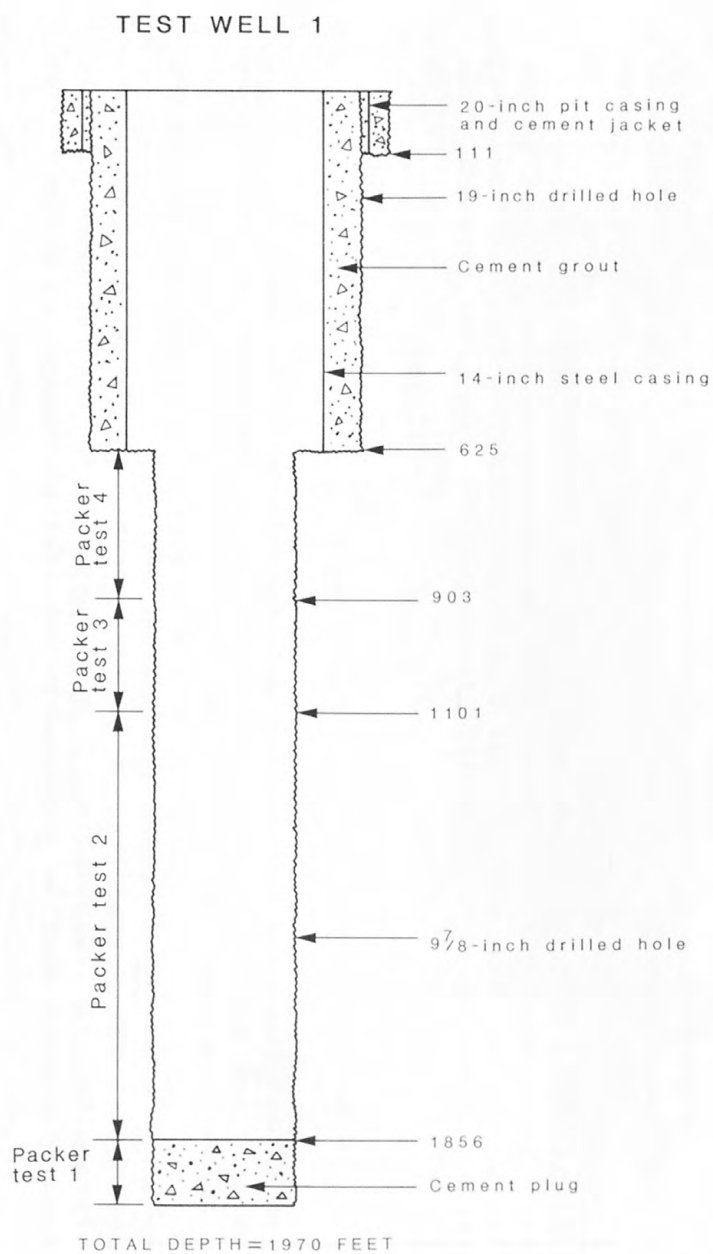 TEST WELL 1
20-inch pit casing
and cement jacket
111
19-inch drilled hole
Cement grout
14-inch steel casing
625
Packer
test 4
903
Packer
test 3
1101
Packer test 2
9 7/8-inch drilled hole
1856
Packer
test 1
Cement plug
TOTAL DEPTH=1970 FEET